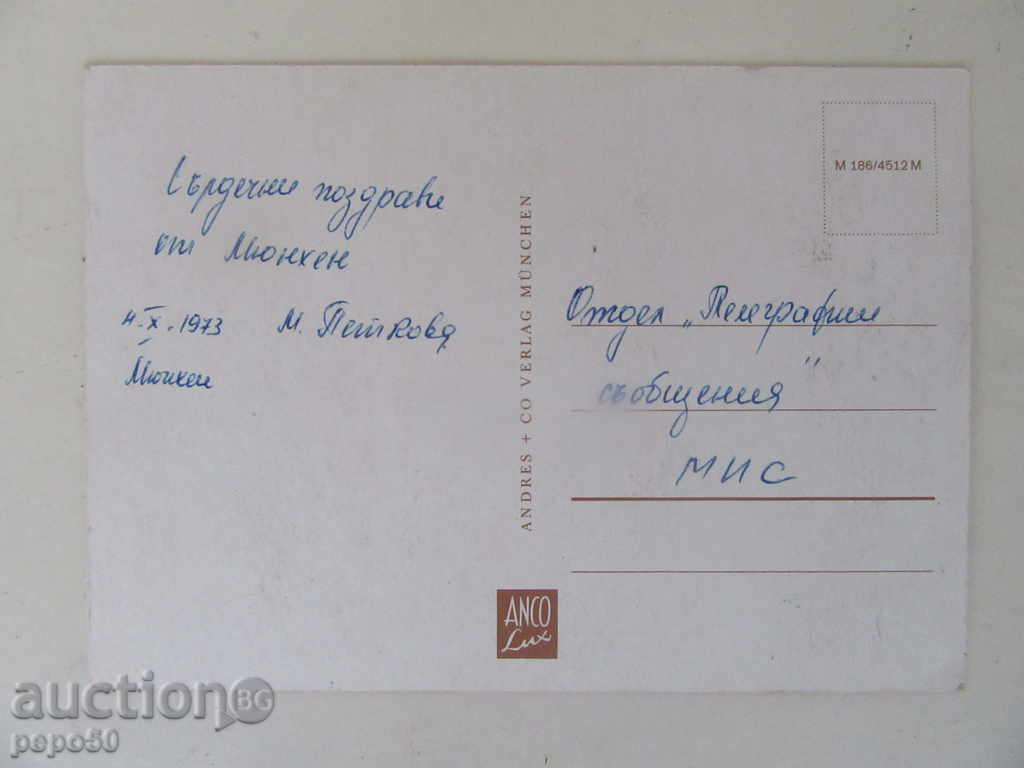 Сърдечни поздрави
от Мюнхен
4.X.1973 М. Петкова
Мюнхен
ANDRES + CO VERLAG MÜNCHEN
ANCO
Lux
M 186/4512 M
Отдел „Телеграфни
съобщения"
МИС
auction BG
pepo50